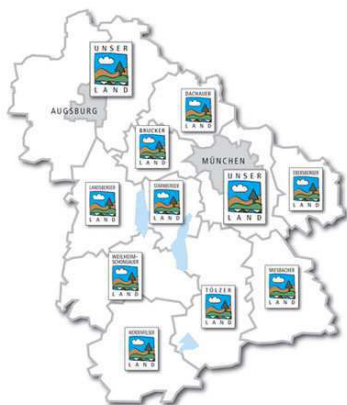 UNSER
LAND
AUGSBURG
DACHAUER
LAND
BRUCKER
LAND
MÜNCHEN
UNSER
LAND
EBERSBERGER
LAND
LANDSBERGER
LAND
STARNBERGER
LAND
WEILHEIM-
SCHONGAUER
LAND
TÖLZER
LAND
MIESBACHER
LAND
WERDENFELSER
LAND